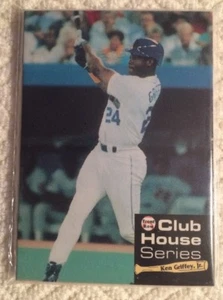 24
Club
House
Series
Ken Griffey, Jr.